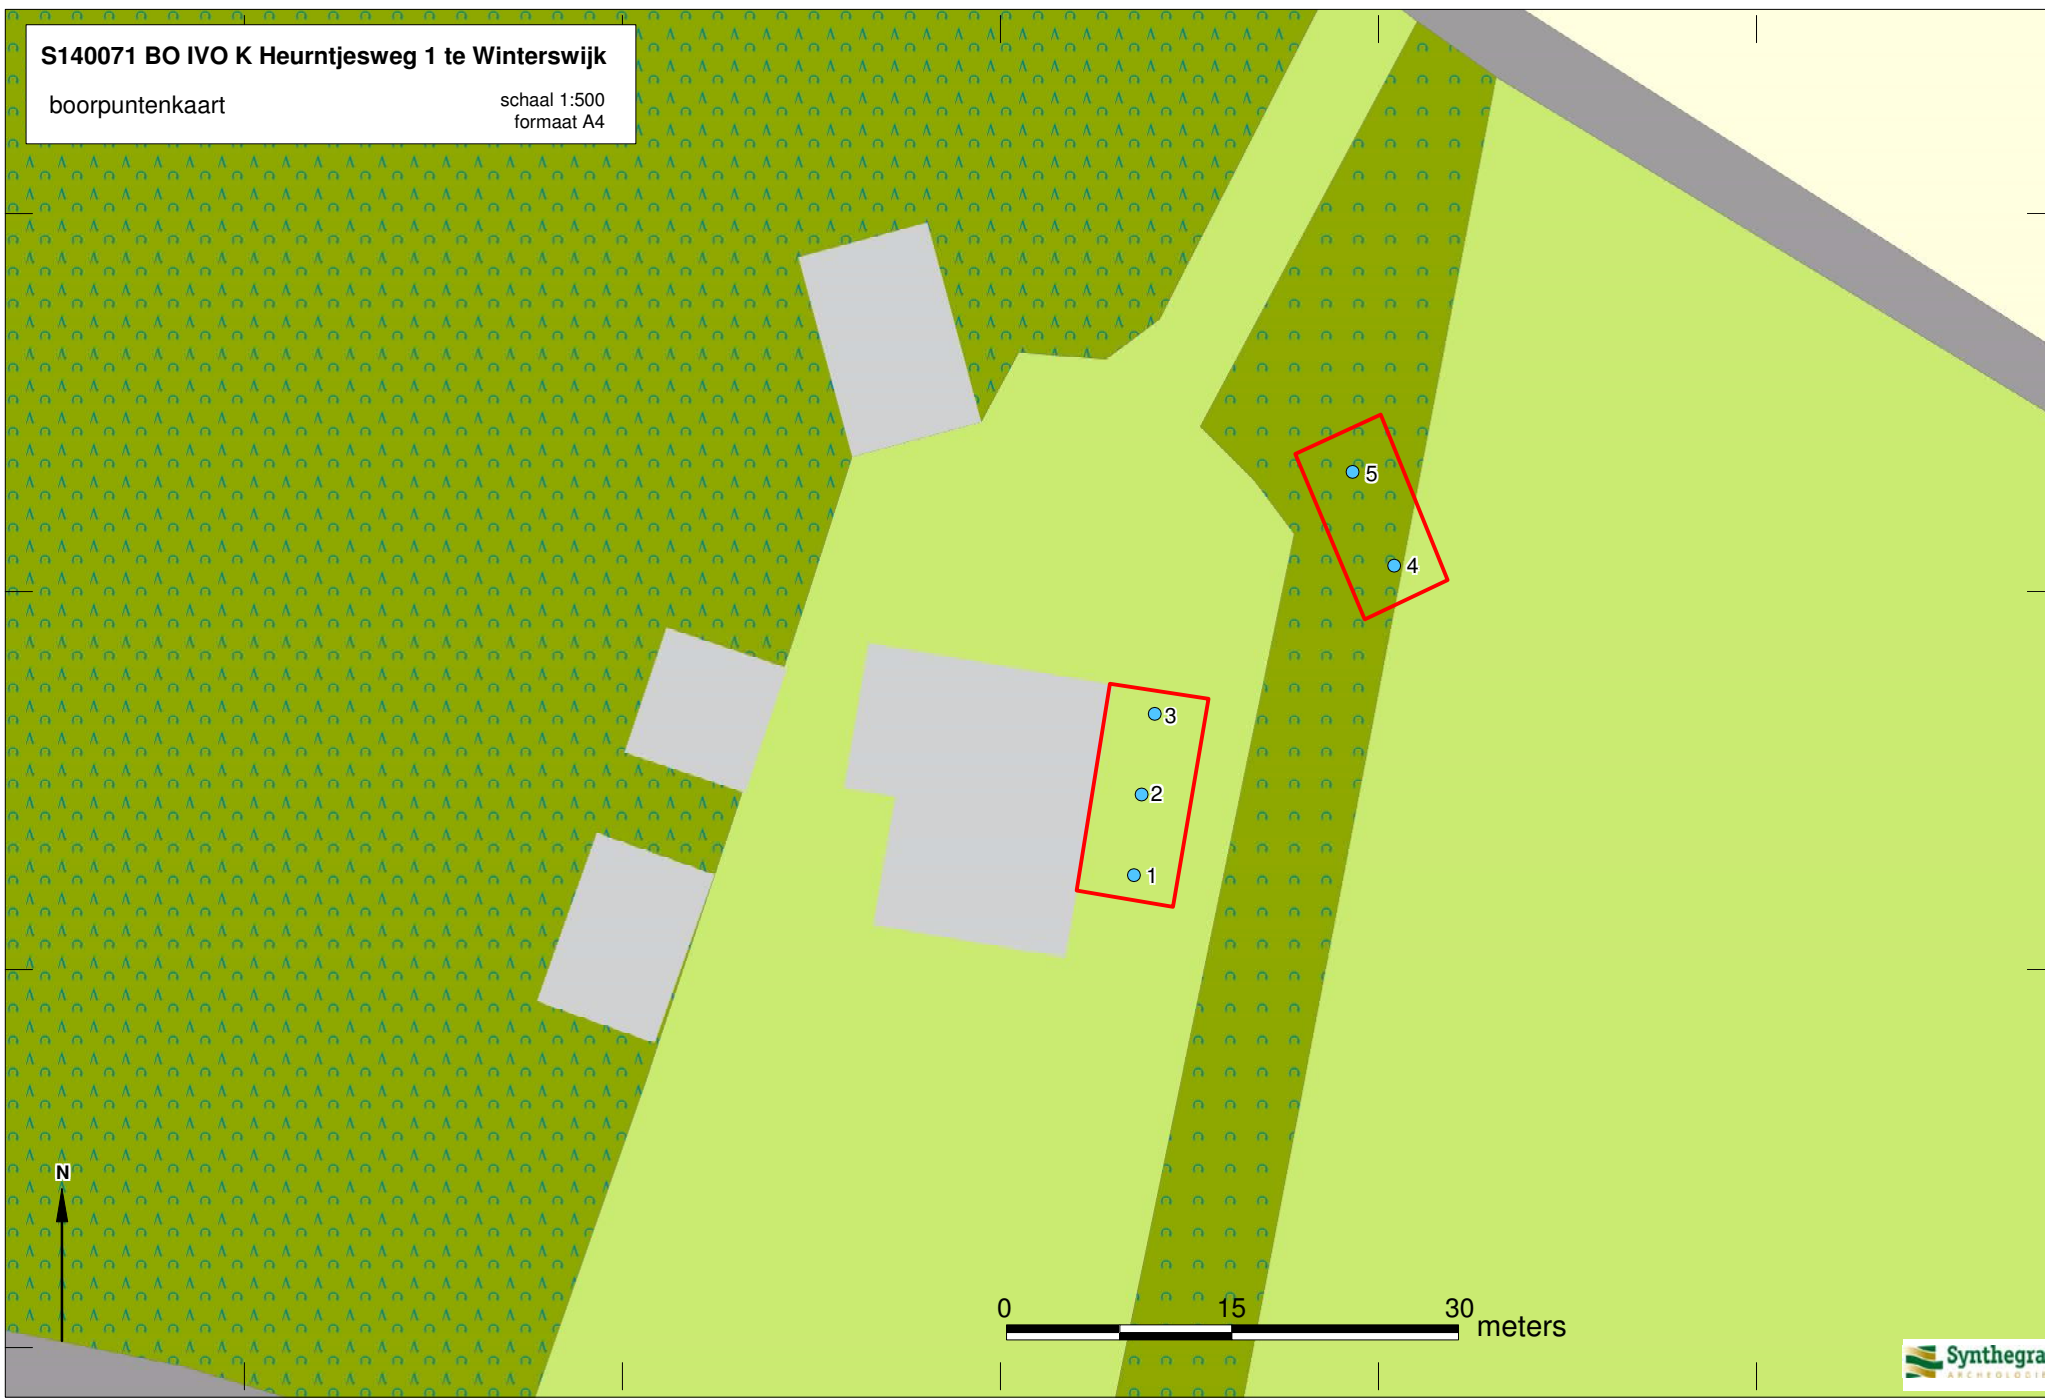 S140071 BO IVO K Heurntjesweg 1 te Winterswijk
boorpuntenkaart
schaal 1:500
formaat A4
5
4
3
2
1
N
0 15 30 meters
Synthegra
ARCHEOLOGIE